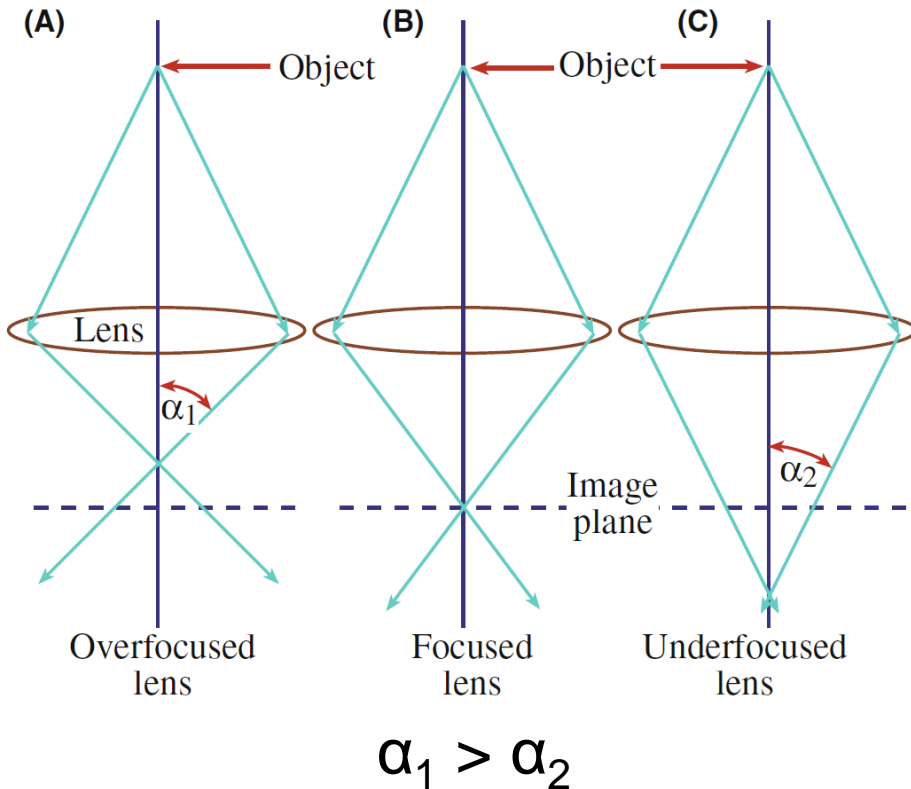 (A)
(B)
(C)
Object
Object
Lens
α1
α2
Image
plane
Overfocused
lens
Focused
lens
Underfocused
lens
α1 > α2